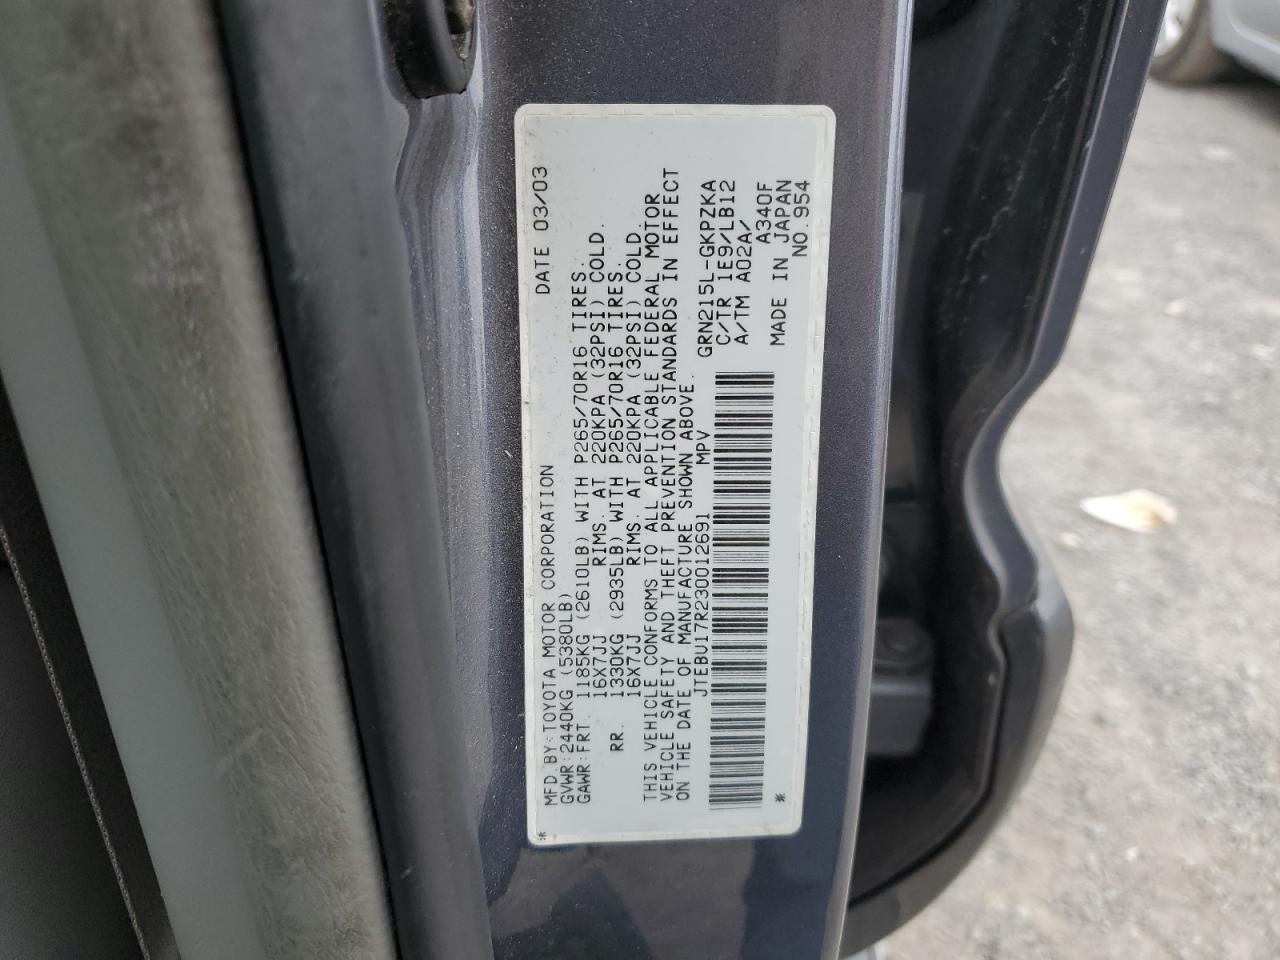 MFD.BY:TOYOTA MOTOR CORPORATION DATE 03/03
GVWR:2440KG (5380LB)
GAWR:FRT. 1185KG (2610LB) WITH P265/70R16 TIRES.
16X7JJ RIMS. AT 220KPA (32PSI) COLD.
RR. 1330KG (2935LB) WITH P265/70R16 TIRES.
16X7JJ RIMS. AT 220KPA (32PSI) COLD.
THIS VEHICLE CONFORMS TO ALL APPLICABLE FEDERAL MOTOR
VEHICLE SAFETY AND THEFT PREVENTION STANDARDS IN EFFECT
ON THE DATE OF MANUFACTURE SHOWN ABOVE.
JTEBU17R230012691 MPV GRN215L-GKPZKA
C/TR 1E9/LB12
A/TM A02A/
A340F
* * MADE IN JAPAN
NO.954